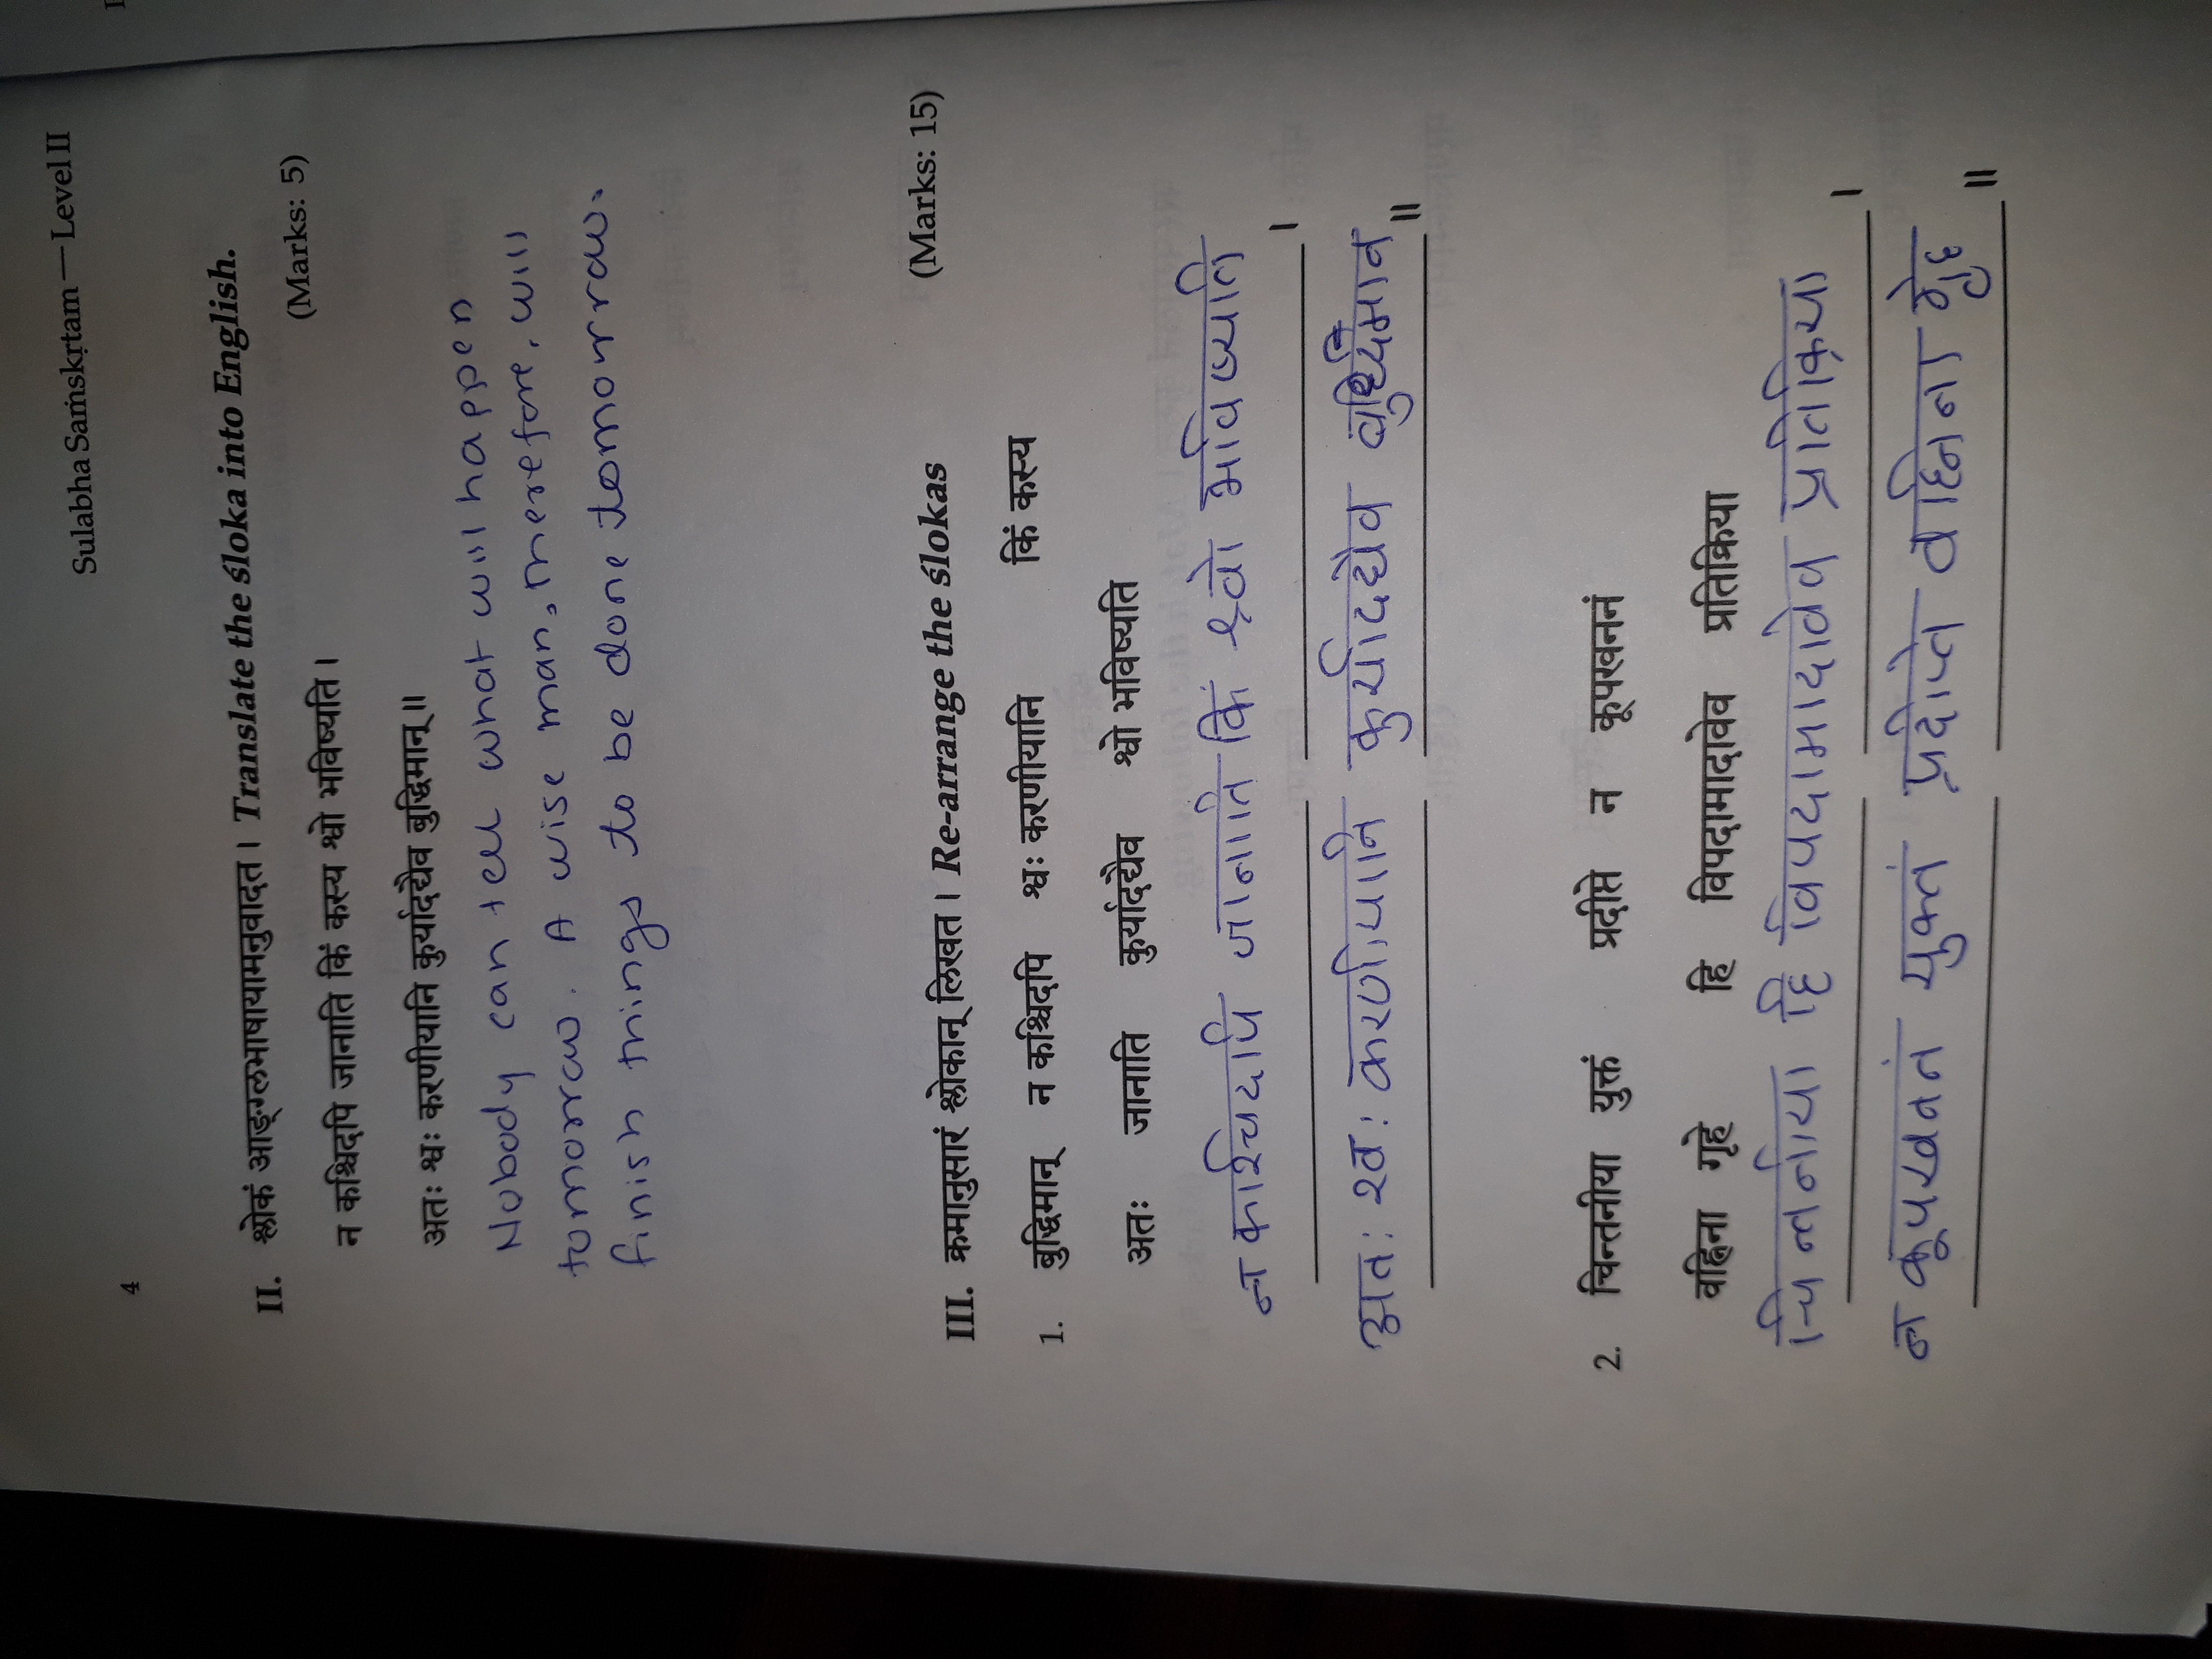 Sulabha Saṁskṛtam — Level II
4
II. श्लोकं आङ्ग्लभाषायामनुवादत । Translate the śloka into English.
(Marks: 5)
न कश्चिदपि जानाति किं कस्य श्वो भविष्यति ।
अतः श्वः करणीयानि कुर्यादद्यैव बुद्धिमान् ॥
Nobody can tell what will happen
tomorrow. A wise man, therefore, will
finish things to be done tomorrow.
III. क्रमानुसारं श्लोकान् लिखत । Re-arrange the ślokas (Marks: 15)
1. बुद्धिमान् न कश्चिदपि श्वः करणीयानि किं कस्य
अतः जानाति कुर्यादद्यैव श्वो भविष्यति
न कश्चिदपि जानाति किं श्वो भविष्यति ।
अतः श्वः करणीयानि कुर्यादद्यैव बुद्धिमान ॥
2. चिन्तनीया युक्तं प्रदीप्ते न कूपखननं
वह्निना गृहे हि विपदामादावेव प्रतिक्रिया
चिन्तनीया हि विपदामादावेव प्रतिक्रिया ।
न कूपखननं युक्तं प्रदीप्ते वह्निना गृहे ॥